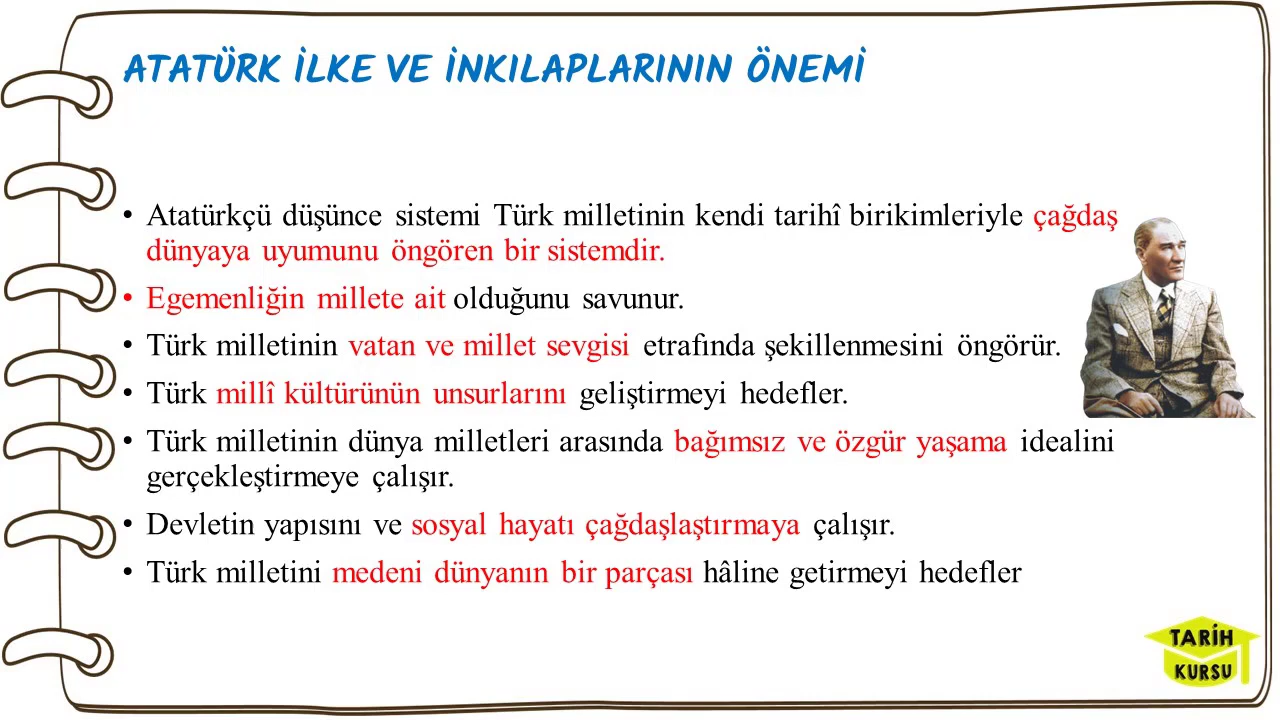 ATATÜRK İLKE VE İNKILAPLARININ ÖNEMİ
• Atatürkçü düşünce sistemi Türk milletinin kendi tarihî birikimleriyle çağdaş
dünyaya uyumunu öngören bir sistemdir.
• Egemenliğin millete ait olduğunu savunur.
• Türk milletinin vatan ve millet sevgisi etrafında şekillenmesini öngörür.
• Türk millî kültürünün unsurlarını geliştirmeyi hedefler.
• Türk milletinin dünya milletleri arasında bağımsız ve özgür yaşama idealini
gerçekleştirmeye çalışır.
• Devletin yapısını ve sosyal hayatı çağdaşlaştırmaya çalışır.
• Türk milletini medeni dünyanın bir parçası hâline getirmeyi hedefler
TARİH
KURSU